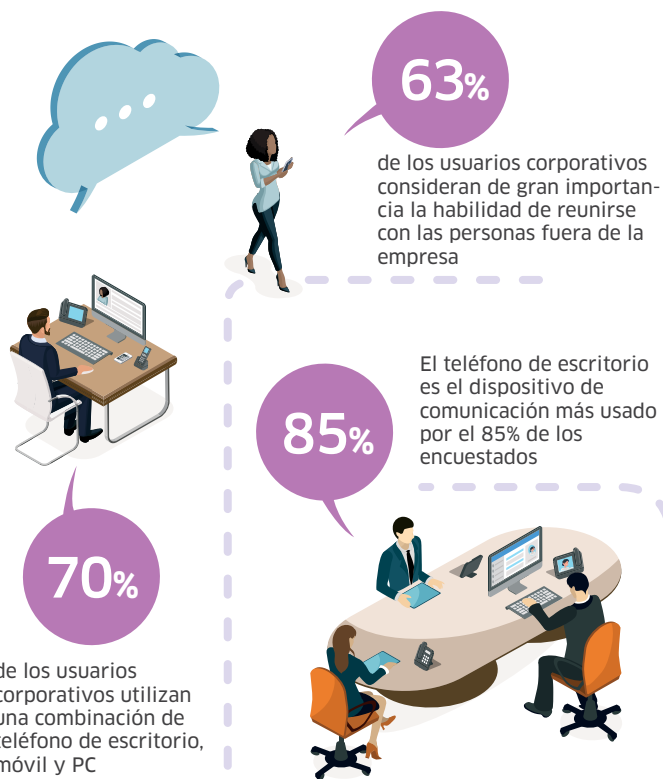 63%
de los usuarios corporativos
consideran de gran importan-
cia la habilidad de reunirse
con las personas fuera de la
empresa
El teléfono de escritorio
es el dispositivo de
comunicación más usado
por el 85% de los
encuestados
85%
70%
de los usuarios
corporativos utilizan
una combinación de
teléfono de escritorio,
móvil y PC